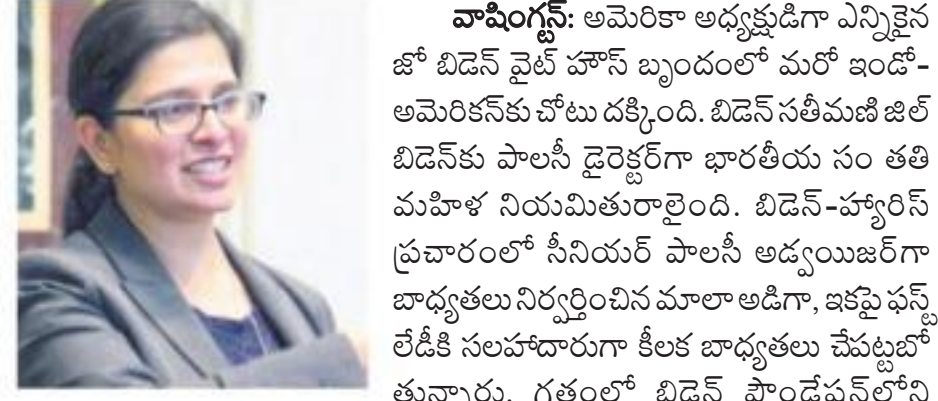 వాషింగ్టన్: అమెరికా అధ్యక్షుడిగా ఎన్నికైన
జో బిడెన్ వైట్ హౌస్ బృందంలో మరో ఇండో-
అమెరికన్‌కు చోటు దక్కింది. బిడెన్ సతీమణి జిల్
బిడెన్‌కు పాలసీ డైరెక్టర్‌గా భారతీయ సం తతి
మహిళ నియమితురాలైంది. బిడెన్-హ్యారిస్
ప్రచారంలో సీనియర్ పాలసీ అడ్వయిజర్‌గా
బాధ్యతలు నిర్వర్తించిన మాలా అడిగా, ఇకపై ఫస్ట్
లేడీకి సలహాదారుగా కీలక బాధ్యతలు చేపట్టబో
తున్నారు. గతంలో బిడెన్ ఫౌండేషన్‌లోని